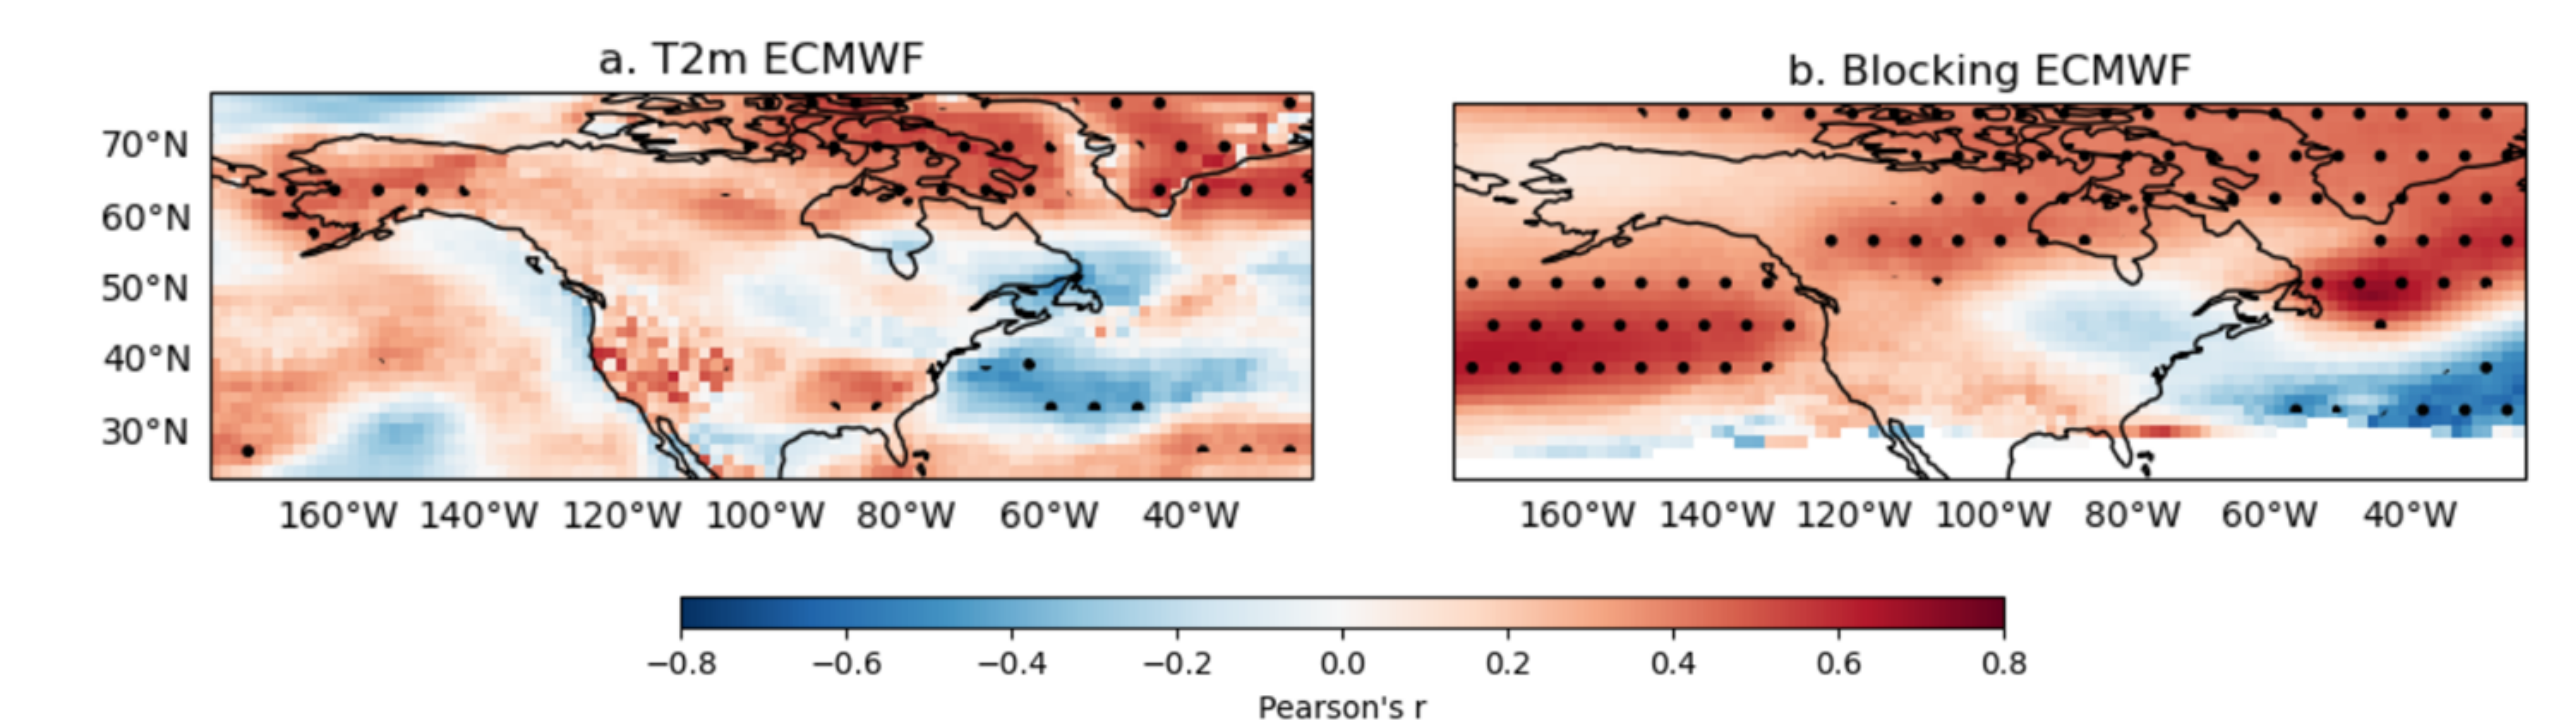 a. T2m ECMWF
b. Blocking ECMWF
70°N
60°N
50°N
40°N
30°N
160°W 140°W 120°W 100°W 80°W 60°W 40°W
160°W 140°W 120°W 100°W 80°W 60°W 40°W
−0.8 −0.6 −0.4 −0.2 0.0 0.2 0.4 0.6 0.8
Pearson's r